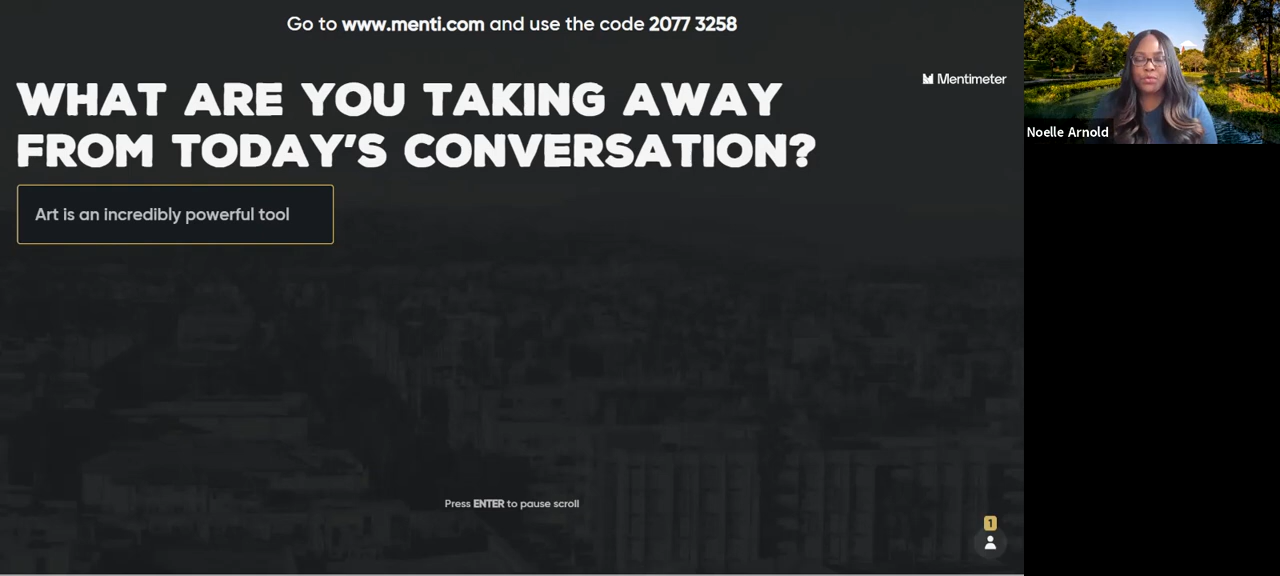 Go to www.menti.com and use the code 2077 3258
Mentimeter
WHAT ARE YOU TAKING AWAY
FROM TODAY'S CONVERSATION?
Art is an incredibly powerful tool
Press ENTER to pause scroll
1
Noelle Arnold